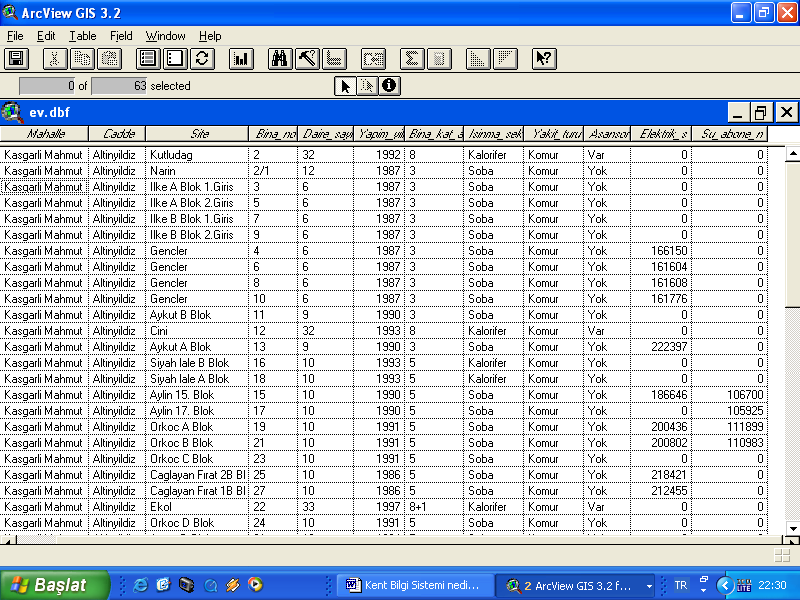 ArcView GIS 3.2
File Edit Table Field Window Help
0 of 63 selected
ev.dbf
Mahalle Cadde Site Bina_no Daire_sayi Yapim_yil Bina_kat_a Isinma_sek Yakit_turu Asansor Elektrik_s Su_abone_n
Kasgarli Mahmut Altinyildiz Kutludag 2 32 1992 8 Kalorifer Komur Var 0 0
Kasgarli Mahmut Altinyildiz Narin 2/1 12 1987 3 Soba Komur Yok 0 0
Kasgarli Mahmut Altinyildiz Ilke A Blok 1.Giris 3 6 1987 3 Soba Komur Yok 0 0
Kasgarli Mahmut Altinyildiz Ilke A Blok 2.Giris 5 6 1987 3 Soba Komur Yok 0 0
Kasgarli Mahmut Altinyildiz Ilke B Blok 1.Giris 7 6 1987 3 Soba Komur Yok 0 0
Kasgarli Mahmut Altinyildiz Ilke B Blok 2.Giris 9 6 1987 3 Soba Komur Yok 0 0
Kasgarli Mahmut Altinyildiz Gencler 4 6 1987 3 Soba Komur Yok 166150 0
Kasgarli Mahmut Altinyildiz Gencler 6 6 1987 3 Soba Komur Yok 161604 0
Kasgarli Mahmut Altinyildiz Gencler 8 6 1987 3 Soba Komur Yok 161608 0
Kasgarli Mahmut Altinyildiz Gencler 10 6 1987 3 Soba Komur Yok 161776 0
Kasgarli Mahmut Altinyildiz Aykut B Blok 11 9 1990 3 Soba Komur Yok 0 0
Kasgarli Mahmut Altinyildiz Cini 12 32 1993 8 Kalorifer Komur Var 0 0
Kasgarli Mahmut Altinyildiz Aykut A Blok 13 9 1990 3 Soba Komur Yok 222397 0
Kasgarli Mahmut Altinyildiz Siyah lale B Blok 16 10 1993 5 Kalorifer Komur Yok 0 0
Kasgarli Mahmut Altinyildiz Siyah lale A Blok 18 10 1993 5 Kalorifer Komur Yok 0 0
Kasgarli Mahmut Altinyildiz Aylin 15. Blok 15 10 1990 5 Soba Komur Yok 186646 106700
Kasgarli Mahmut Altinyildiz Aylin 17. Blok 17 10 1990 5 Soba Komur Yok 0 105925
Kasgarli Mahmut Altinyildiz Orkoc A Blok 19 10 1991 5 Soba Komur Yok 200436 111899
Kasgarli Mahmut Altinyildiz Orkoc B Blok 21 10 1991 5 Soba Komur Yok 200802 110983
Kasgarli Mahmut Altinyildiz Orkoc C Blok 23 10 1991 5 Soba Komur Yok 0 0
Kasgarli Mahmut Altinyildiz Caglayan Firat 2B Bl 25 10 1986 5 Soba Komur Yok 218421 0
Kasgarli Mahmut Altinyildiz Caglayan Firat 1B Bl 27 10 1986 5 Soba Komur Yok 212455 0
Kasgarli Mahmut Altinyildiz Ekol 22 33 1997 8+1 Kalorifer Komur Var 0 0
Kasgarli Mahmut Altinyildiz Orkoc D Blok 24 10 1991 5 Soba Komur Yok 0 0
Başlat Kent Bilgi Sistemi nedi... 2 ArcView GIS 3.2 f... TR LITE 22:30